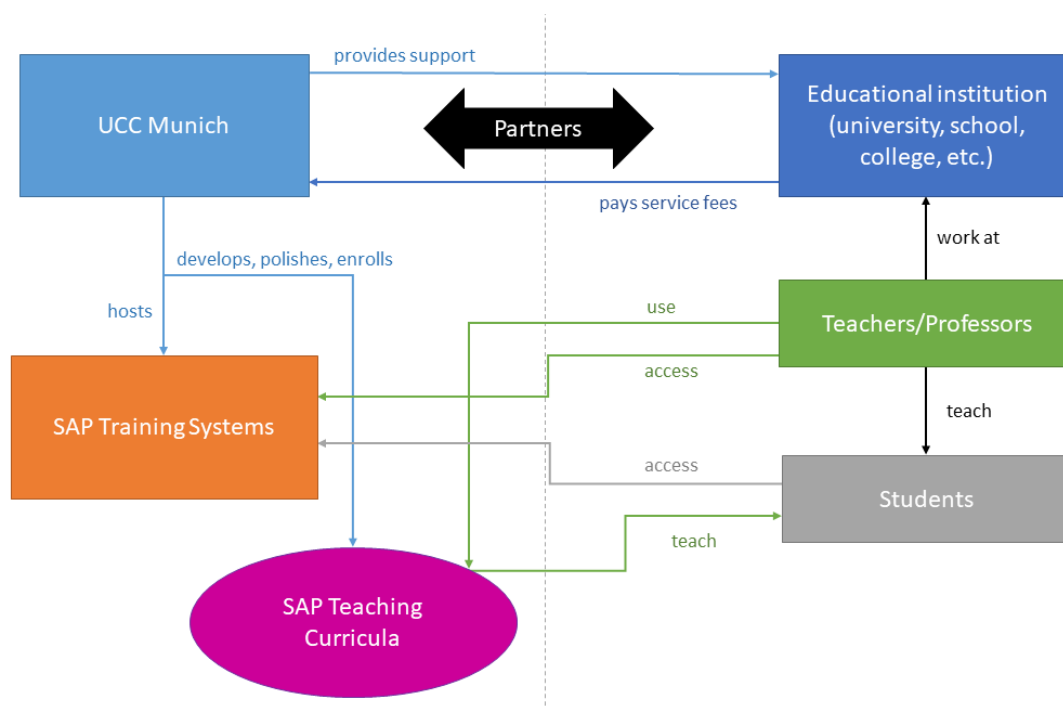 provides support
UCC Munich
Partners
Educational institution
(university, school,
college, etc.)
pays service fees
work at
develops, polishes, enrolls
hosts
use
Teachers/Professors
access
SAP Training Systems
teach
access
Students
teach
SAP Teaching
Curricula